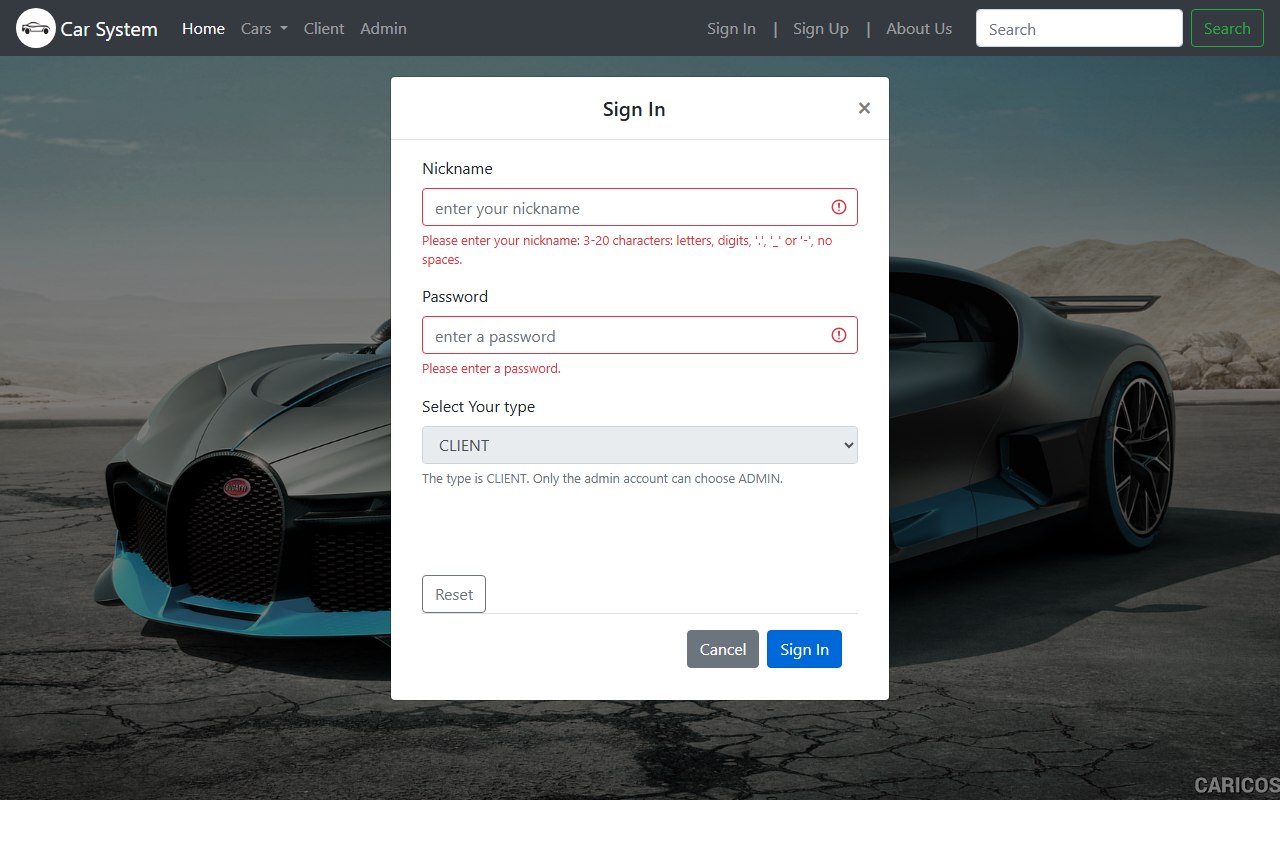 Car System Home Cars Client Admin Sign In | Sign Up | About Us Search Search
Sign In ×
Nickname
enter your nickname
Please enter your nickname: 3-20 characters: letters, digits, '.', '_' or '-', no
spaces.
Password
enter a password
Please enter a password.
Select Your type
CLIENT
The type is CLIENT. Only the admin account can choose ADMIN.
Reset
Cancel Sign In
CARICOS